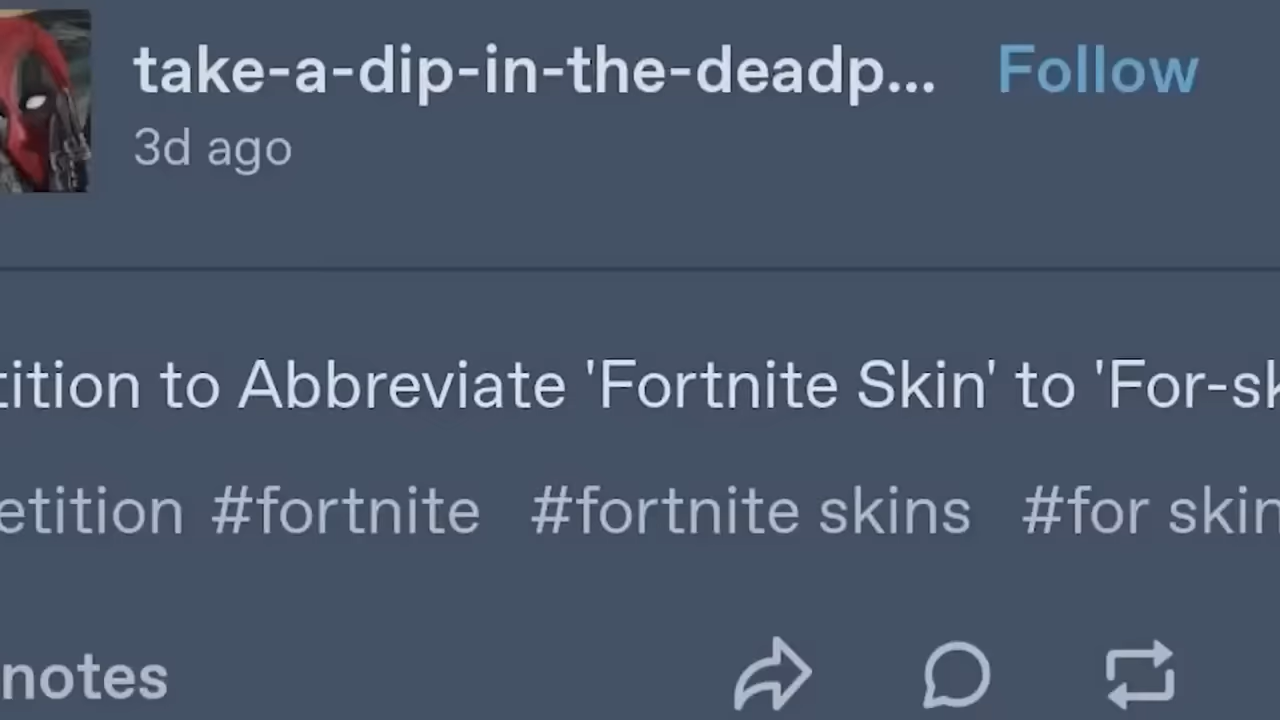 take-a-dip-in-the-deadp... Follow
3d ago
tition to Abbreviate 'Fortnite Skin' to 'For-sk
etition #fortnite #fortnite skins #for skin
notes